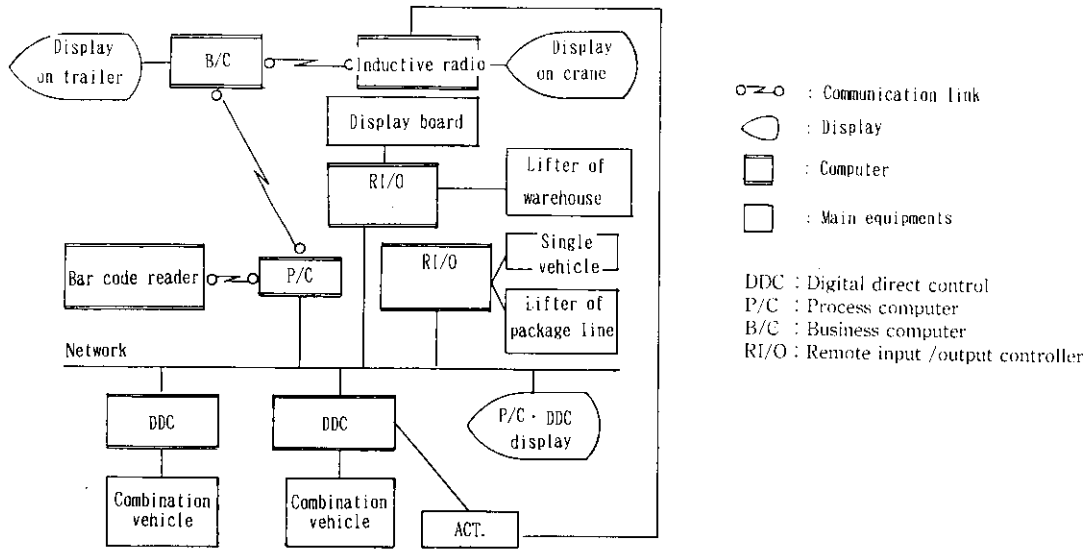 Display
on trailer
B/C
Inductive radio
Display
on crane
Display board
RI/O
Lifter of
warehouse
Bar code reader
P/C
RI/O
Single
vehicle
Lifter of
package line
Network
DDC
DDC
P/C・DDC
display
Combination
vehicle
Combination
vehicle
ACT.
: Communication link
: Display
: Computer
: Main equipments
DDC : Digital direct control
P/C : Process computer
B/C : Business computer
RI/O : Remote input /output controller